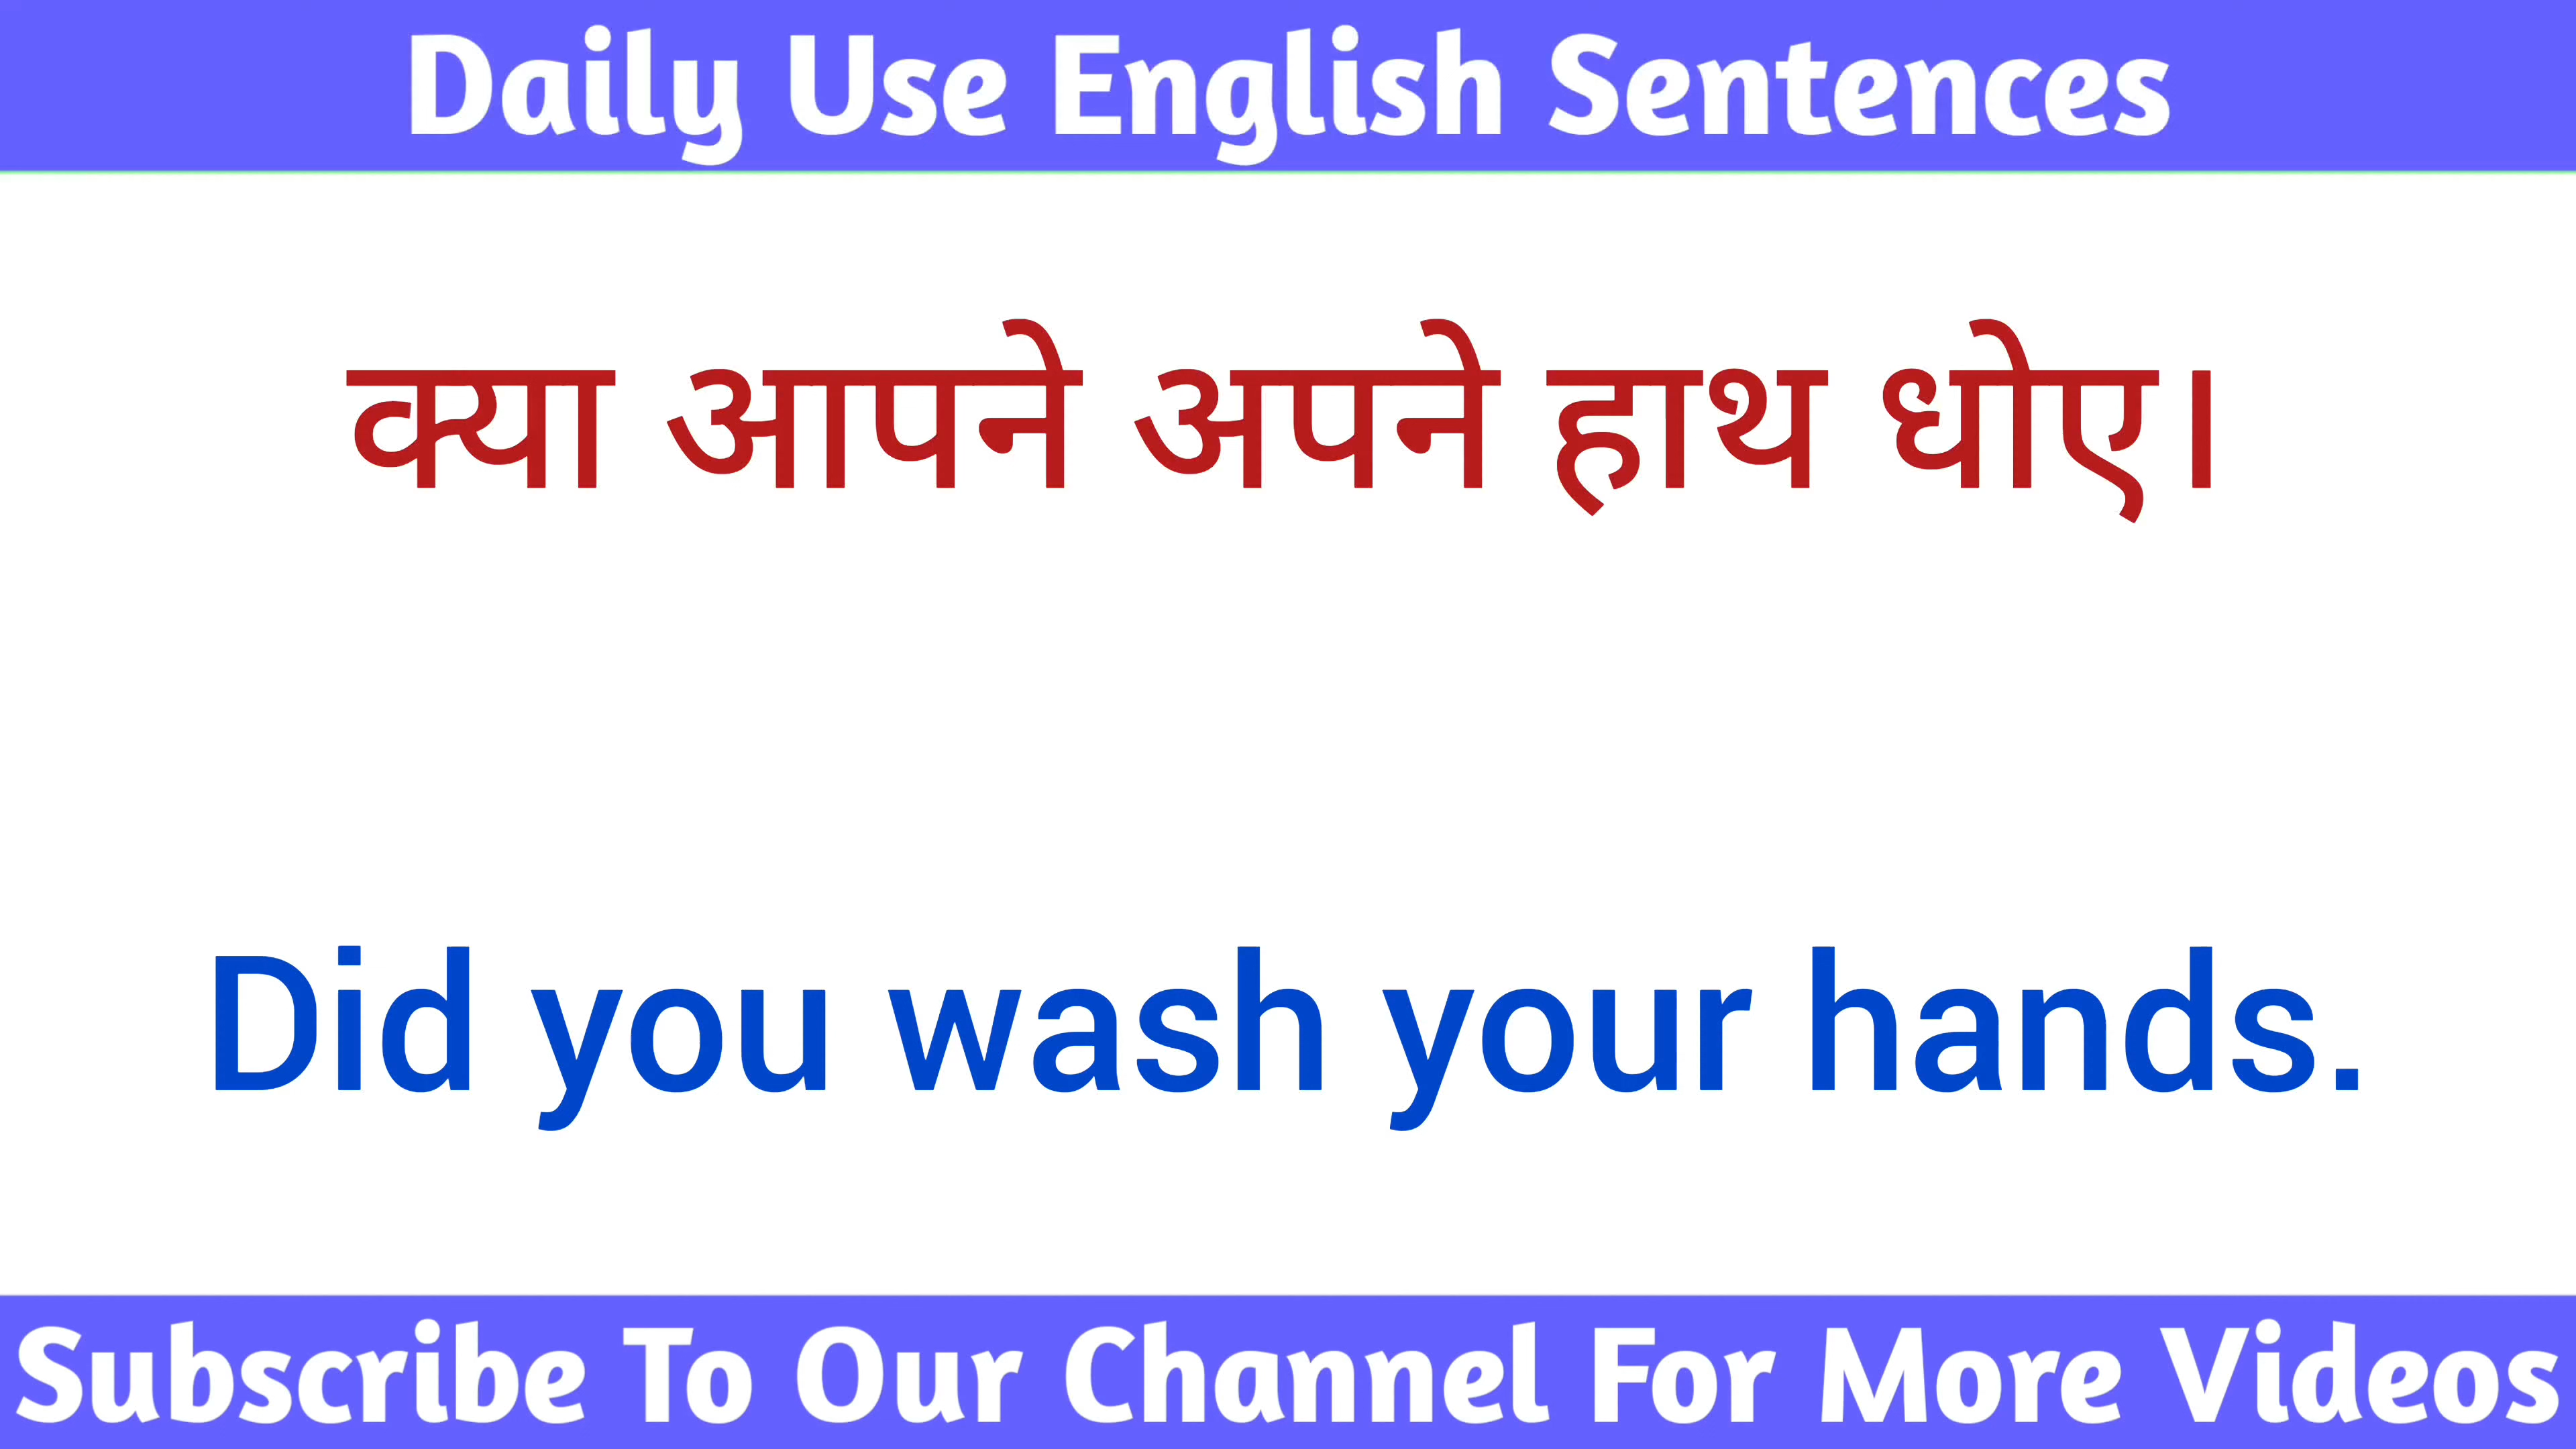 Daily Use English Sentences
क्या आपने अपने हाथ धोए।
Did you wash your hands.
Subscribe To Our Channel For More Videos